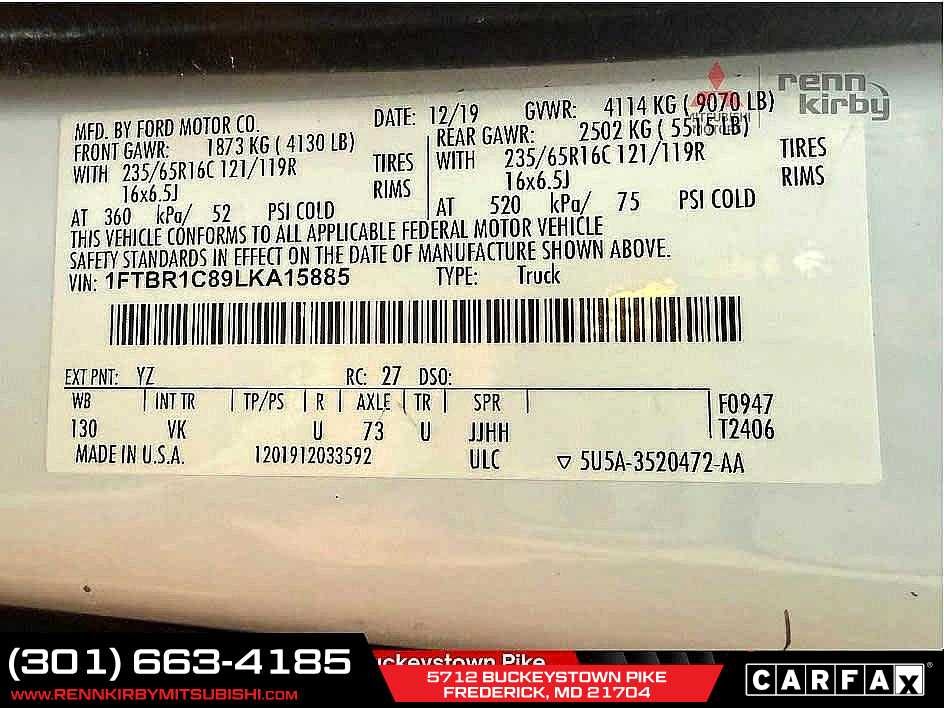 renn
kirby
MITSUBISHI
MFD. BY FORD MOTOR CO.
DATE: 12/19 GVWR: 4114 KG ( 9070 LB)
FRONT GAWR: 1873 KG ( 4130 LB)
REAR GAWR: 2502 KG ( 5515 LB)
WITH 235/65R16C 121/119R TIRES
WITH 235/65R16C 121/119R TIRES
16x6.5J RIMS
16x6.5J RIMS
AT 360 kPa/ 52 PSI COLD
AT 520 kPa/ 75 PSI COLD
THIS VEHICLE CONFORMS TO ALL APPLICABLE FEDERAL MOTOR VEHICLE
SAFETY STANDARDS IN EFFECT ON THE DATE OF MANUFACTURE SHOWN ABOVE.
VIN: 1FTBR1C89LKA15885 TYPE: Truck
EXT PNT: YZ RC: 27 DSO:
WB INT TR TP/PS R AXLE TR SPR F0947
130 VK U 73 U JJHH T2406
MADE IN U.S.A. 1201912033592 ULC ▽ 5U5A-3520472-AA
(301) 663-4185
WWW.RENNKIRBYMITSUBISHI.COM
uckeystown Pike
5712 BUCKEYSTOWN PIKE
FREDERICK, MD 21704
CARFAX